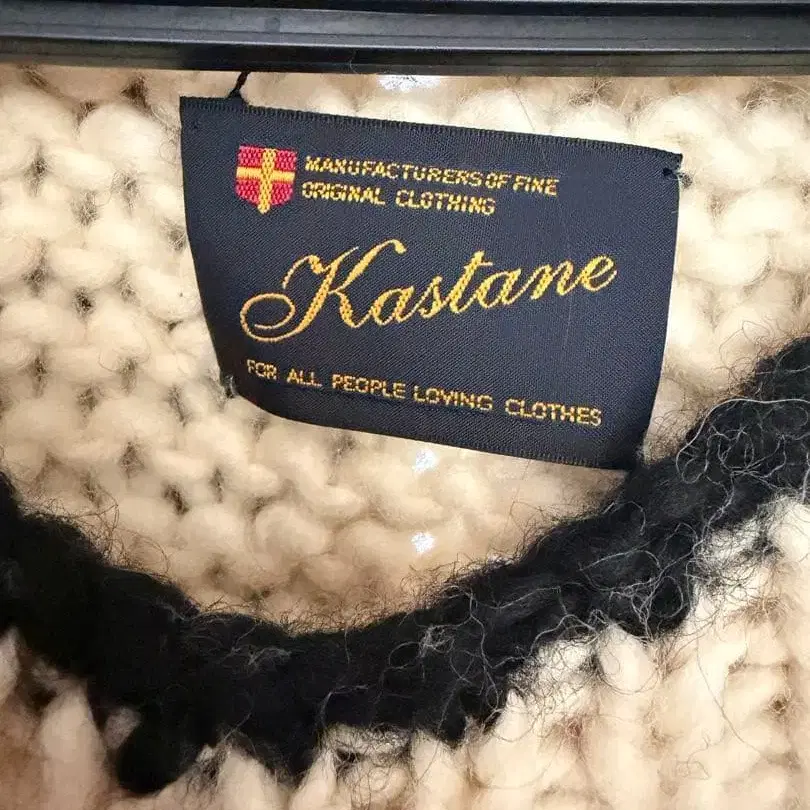 MANUFACTURERS OF FINE
ORIGINAL CLOTHING
Kastane
FOR ALL PEOPLE LOVING CLOTHES